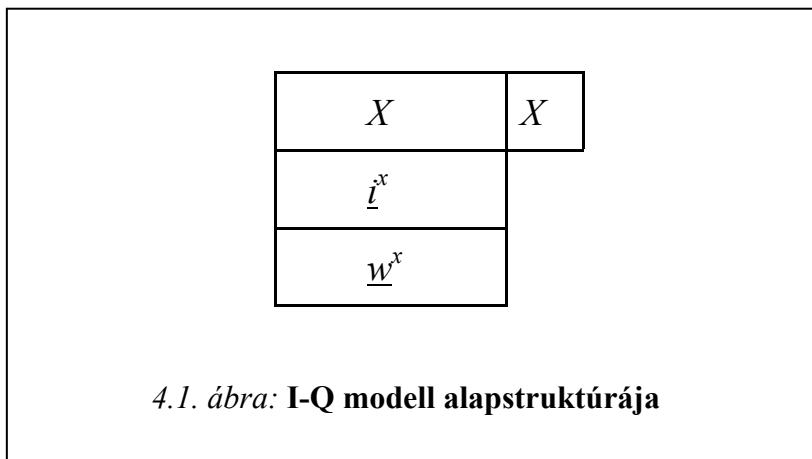 X X
i^x
w^x
4.1. ábra: I-Q modell alapstruktúrája